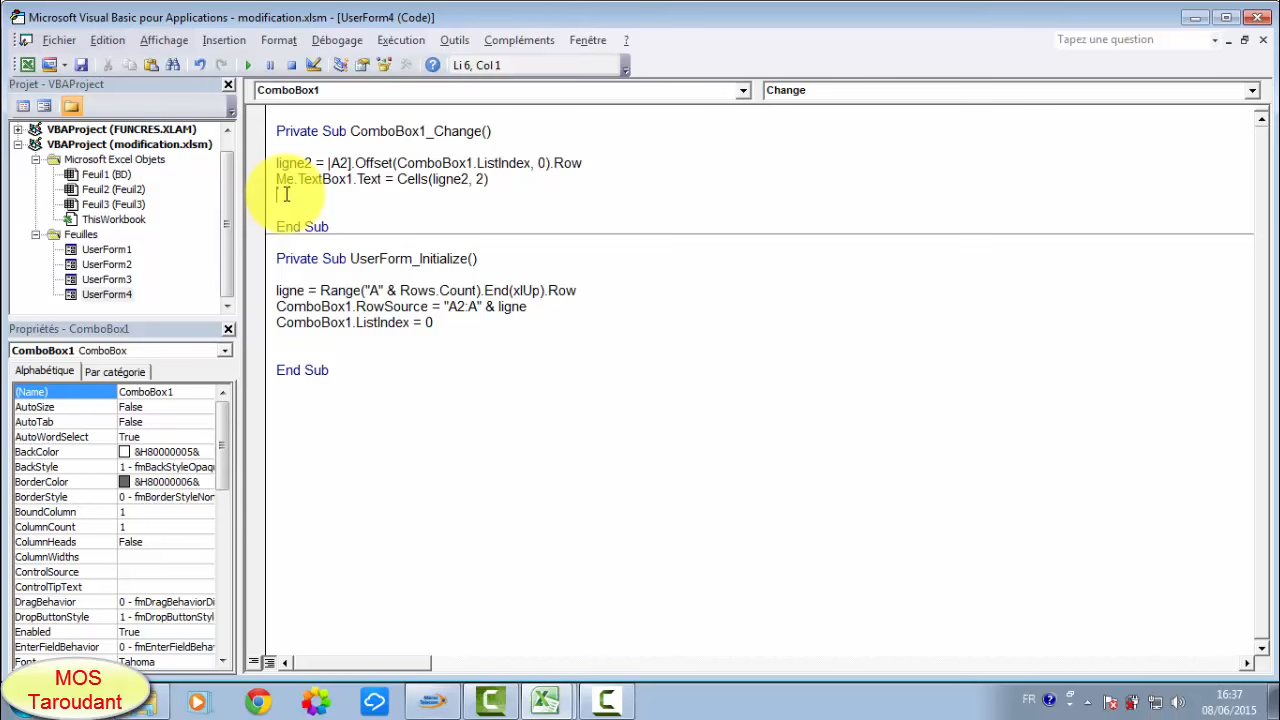 Microsoft Visual Basic pour Applications - modification.xlsm - [UserForm4 (Code)]
Fichier Edition Affichage Insertion Format Débogage Exécution Outils Compléments Fenêtre ?
Tapez une question
Li 6, Col 1
Projet - VBAProject
VBAProject (FUNCRES.XLAM)
VBAProject (modification.xlsm)
Microsoft Excel Objets
Feuil1 (BD)
Feuil2 (Feuil2)
Feuil3 (Feuil3)
ThisWorkbook
Feuilles
UserForm1
UserForm2
UserForm3
UserForm4
Propriétés - ComboBox1
ComboBox1 ComboBox
Alphabétique Par catégorie
(Name) ComboBox1
AutoSize False
AutoTab False
AutoWordSelect True
BackColor &H80000005&
BackStyle 1 - fmBackStyleOpaq
BorderColor &H80000006&
BorderStyle 0 - fmBorderStyleNor
BoundColumn 1
ColumnCount 1
ColumnHeads False
ColumnWidths
ControlSource
ControlTipText
DragBehavior 0 - fmDragBehaviorDi
DropButtonStyle 1 - fmDropButtonStyl
Enabled True
EnterFieldBehavior 0 - fmEnterFieldBeha
Font Tahoma
ComboBox1 Change
Private Sub ComboBox1_Change()
ligne2 = [A2].Offset(ComboBox1.ListIndex, 0).Row
Me.TextBox1.Text = Cells(ligne2, 2)
End Sub
Private Sub UserForm_Initialize()
ligne = Range("A" & Rows.Count).End(xlUp).Row
ComboBox1.RowSource = "A2:A" & ligne
ComboBox1.ListIndex = 0
End Sub
MOS
Taroudant
FR
16:37
08/06/2015